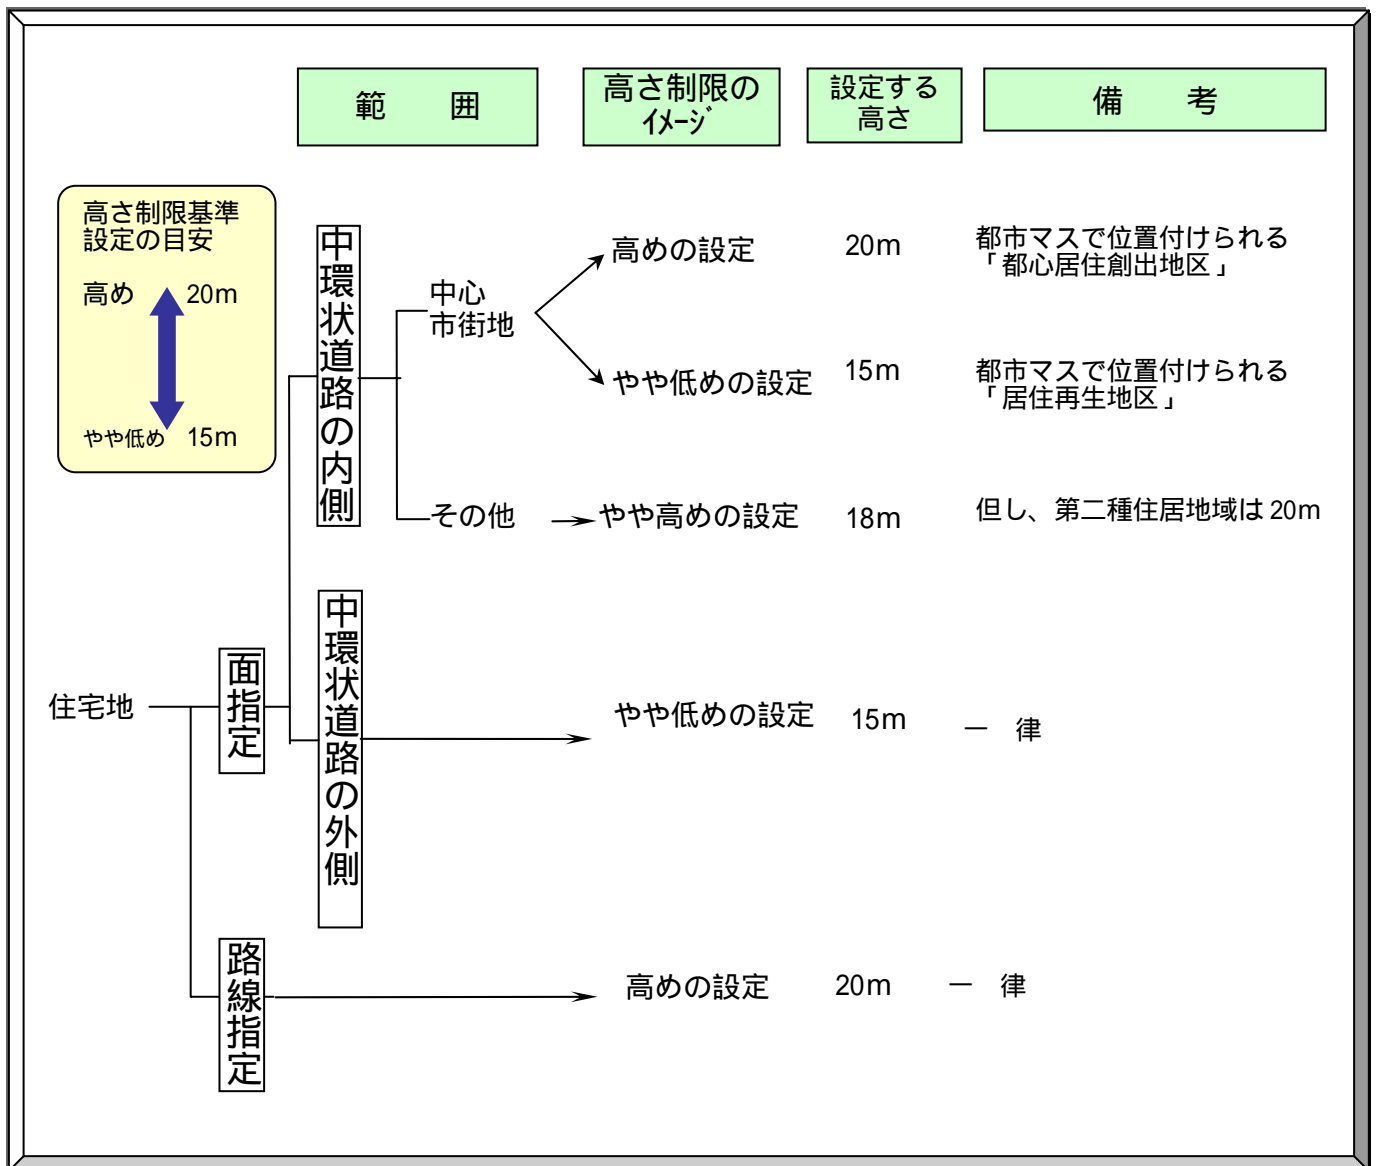 範　囲
高さ制限の
イメージ
設定する
高さ
備　考
高さ制限基準
設定の目安
高め 20m
やや低め 15m
住宅地
面指定
路線指定
中環状道路の内側
中環状道路の外側
中心
市街地
高めの設定 20m
都市マスで位置付けられる
「都心居住創出地区」
やや低めの設定 15m
都市マスで位置付けられる
「居住再生地区」
その他 やや高めの設定 18m 但し、第二種住居地域は20m
やや低めの設定 15m 一　律
高めの設定 20m 一　律